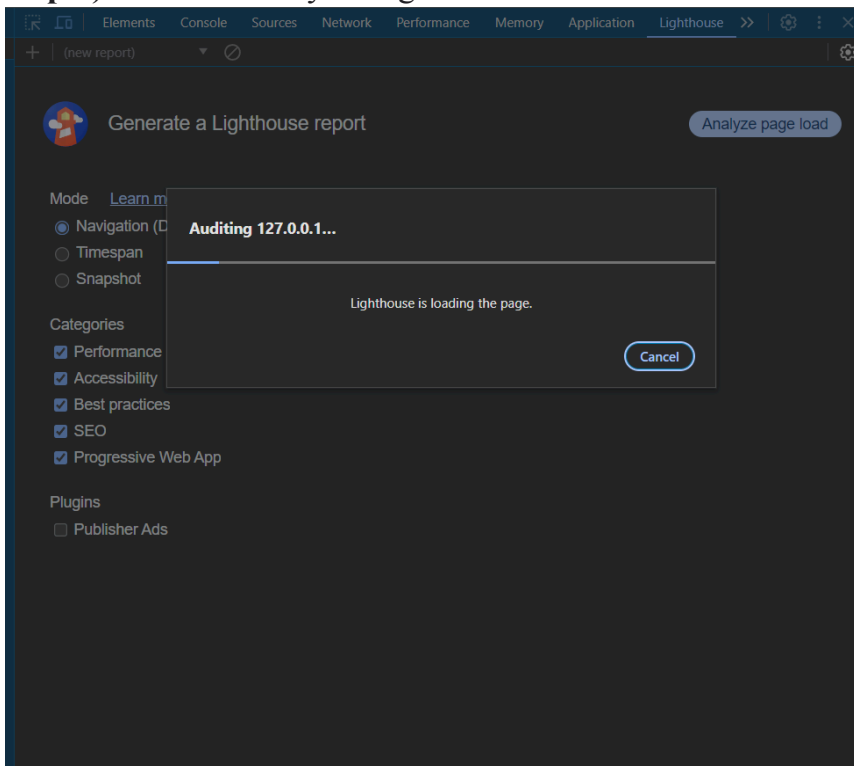 Elements Console Sources Network Performance Memory Application Lighthouse
(new report)
Generate a Lighthouse report
Analyze page load
Mode Learn m
Navigation (D
Timespan
Snapshot
Auditing 127.0.0.1...
Lighthouse is loading the page.
Cancel
Categories
Performance
Accessibility
Best practices
SEO
Progressive Web App
Plugins
Publisher Ads